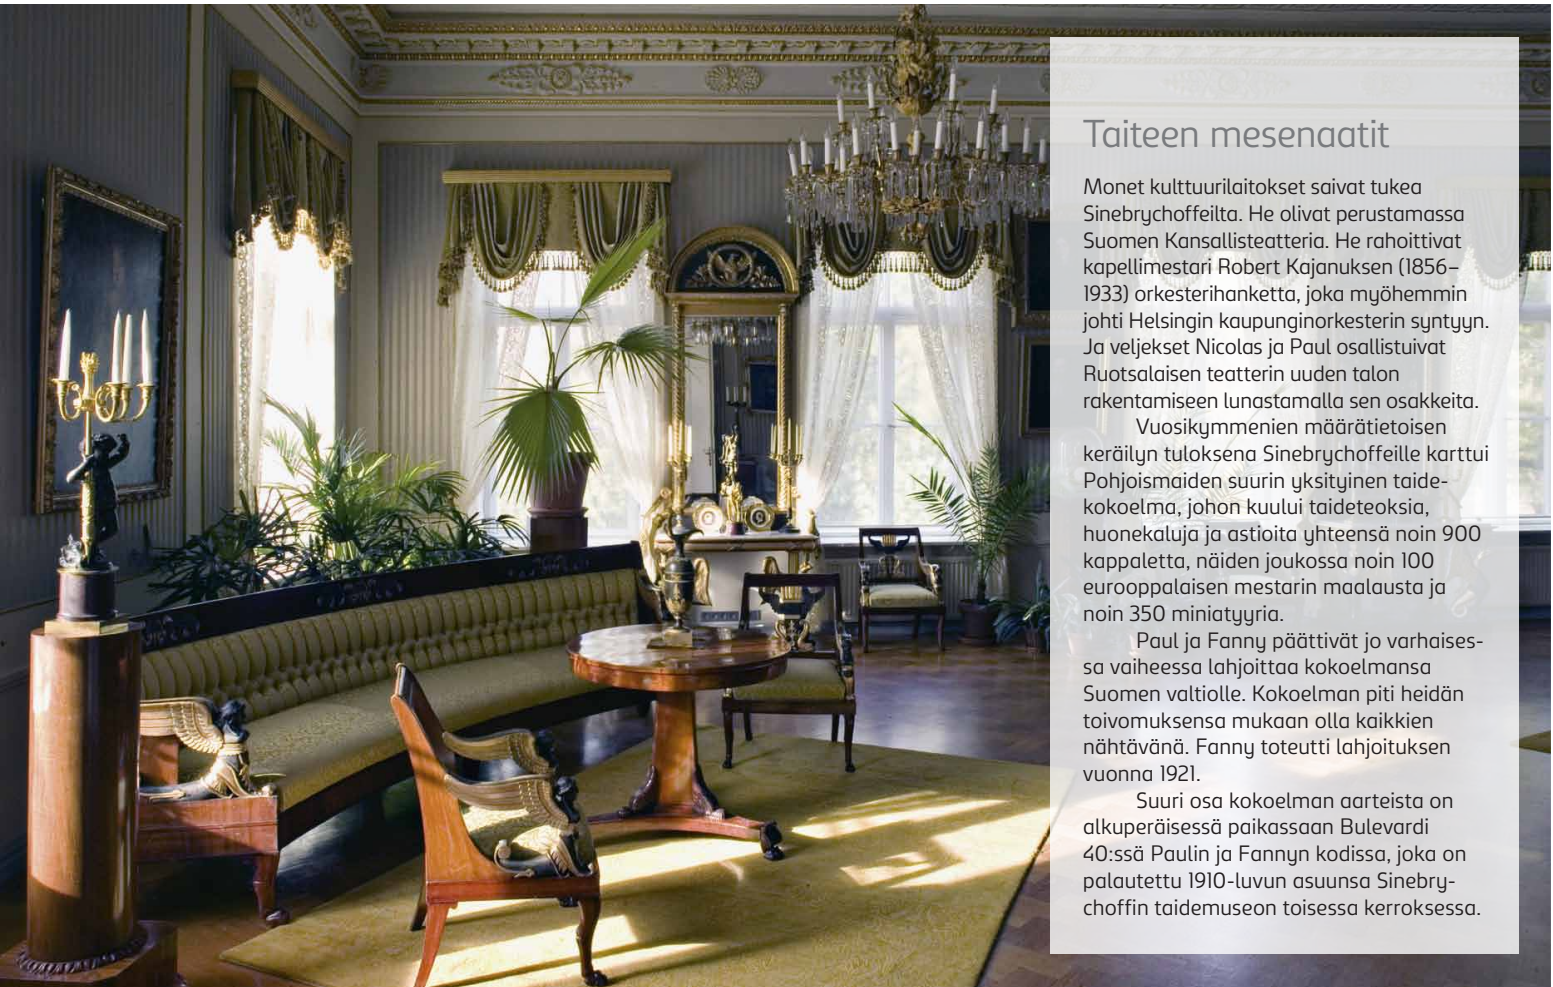 Taiteen mesenaatit
Monet kulttuurilaitokset saivat tukea
Sinebrychoffeilta. He olivat perustamassa
Suomen Kansallisteatteria. He rahoittivat
kapellimestari Robert Kajanuksen (1856–
1933) orkesterihanketta, joka myöhemmin
johti Helsingin kaupunginorkesterin syntyyn.
Ja veljekset Nicolas ja Paul osallistuivat
Ruotsalaisen teatterin uuden talon
rakentamiseen lunastamalla sen osakkeita.
Vuosikymmenien määrätietoisen
keräilyn tuloksena Sinebrychoffeille karttui
Pohjoismaiden suurin yksityinen taide-
kokoelma, johon kuului taideteoksia,
huonekaluja ja astioita yhteensä noin 900
kappaletta, näiden joukossa noin 100
eurooppalaisen mestarin maalausta ja
noin 350 miniatyyria.
Paul ja Fanny päättivät jo varhaises-
sa vaiheessa lahjoittaa kokoelmansa
Suomen valtiolle. Kokoelman piti heidän
toivomuksensa mukaan olla kaikkien
nähtävänä. Fanny toteutti lahjoituksen
vuonna 1921.
Suuri osa kokoelman aarteista on
alkuperäisessä paikassaan Bulevardi
40:ssä Paulin ja Fannyn kodissa, joka on
palautettu 1910-luvun asuunsa Sinebry-
choffin taidemuseon toisessa kerroksessa.